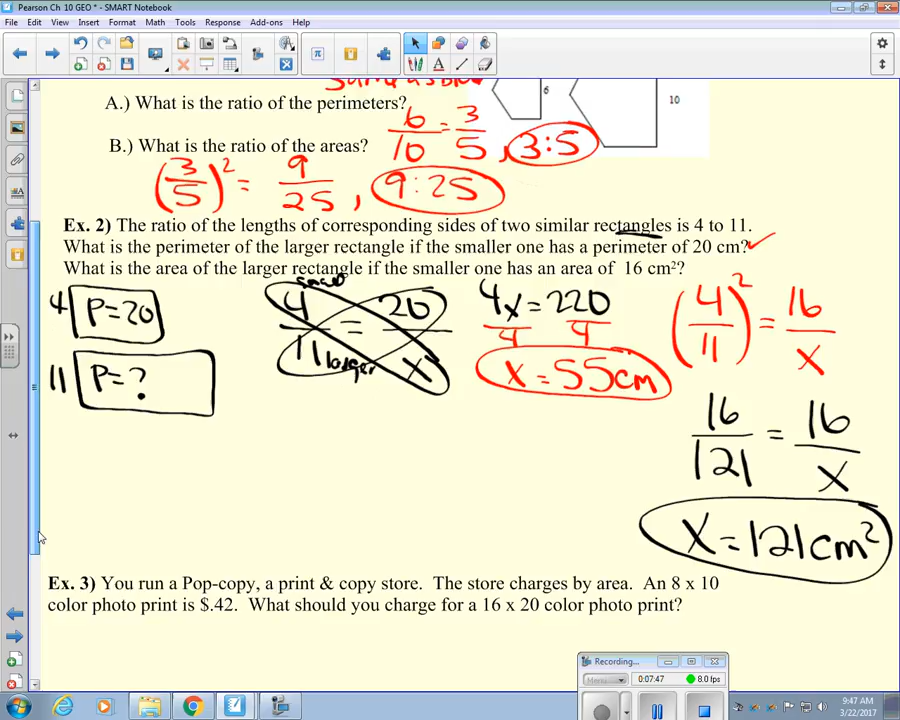 Pearson Ch 10 GEO * - SMART Notebook
File Edit View Insert Format Math Tools Response Add-ons Help
A.) What is the ratio of the perimeters?
6
10
6/10 = 3/5 , 3:5
B.) What is the ratio of the areas?
(3/5)² = 9/25 , 9:25
Ex. 2) The ratio of the lengths of corresponding sides of two similar rectangles is 4 to 11.
What is the perimeter of the larger rectangle if the smaller one has a perimeter of 20 cm?
What is the area of the larger rectangle if the smaller one has an area of 16 cm²?
4 P=20
11 P=?
4/11 = 20/x
larger
4x = 220
4 4
x = 55cm
(4/11)² = 16/x
16/121 = 16/x
x = 121 cm²
Ex. 3) You run a Pop-copy, a print & copy store. The store charges by area. An 8 x 10
color photo print is $.42. What should you charge for a 16 x 20 color photo print?
Recording...
Menu
0:07:47
8.0 fps
9:47 AM
3/22/2017